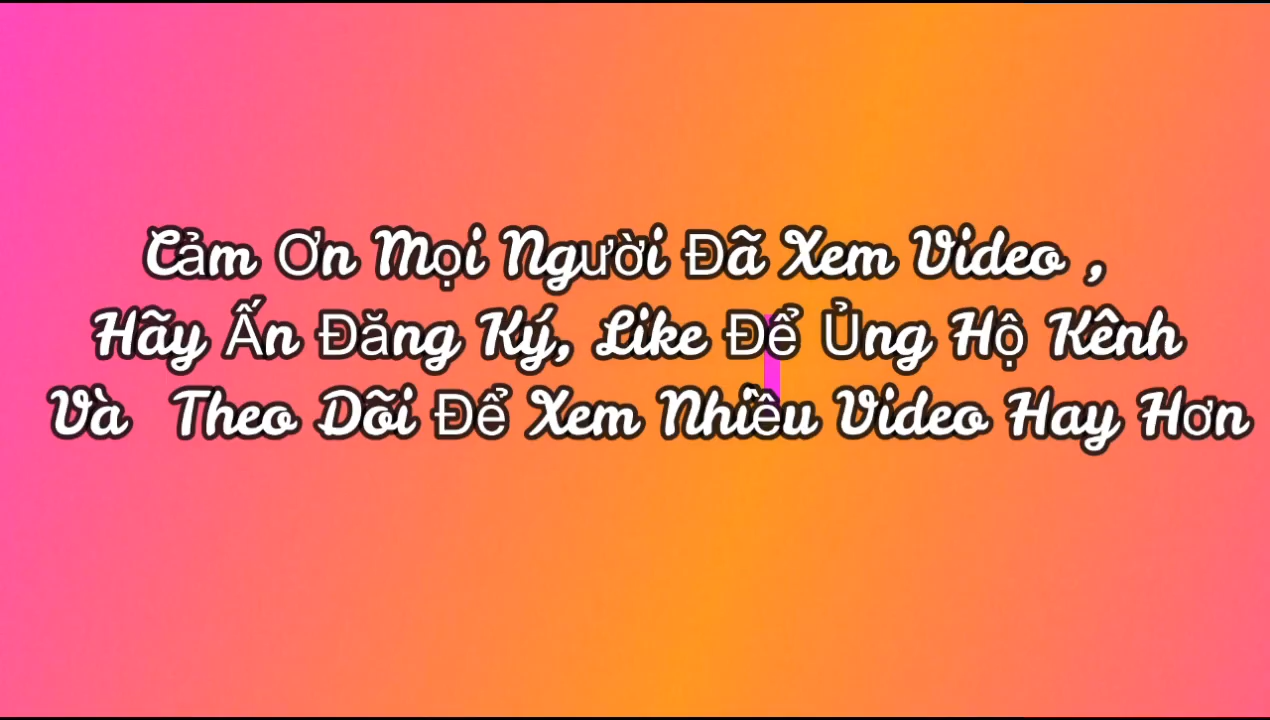 Cảm Ơn Mọi Người Đã Xem Video ,
Hãy Ấn Đăng Ký, Like Để Ủng Hộ Kênh
Và Theo Dõi Để Xem Nhiều Video Hay Hơn